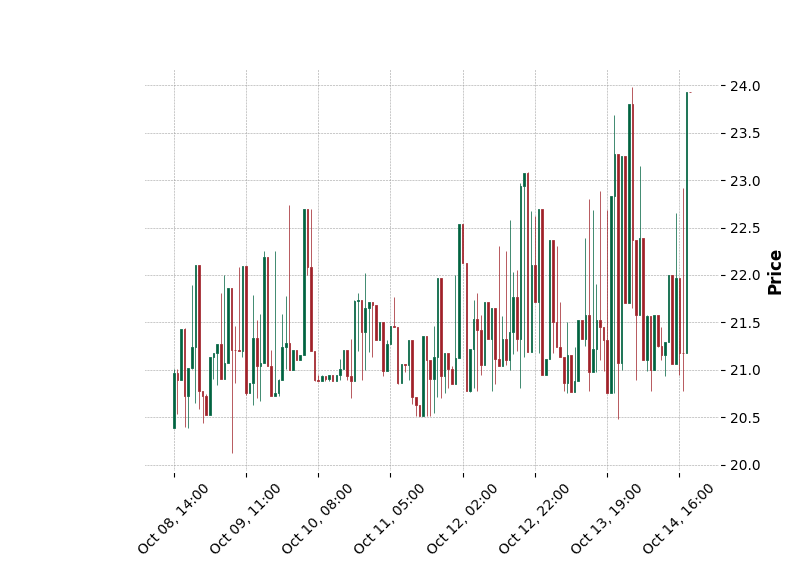 24.0
23.5
23.0
22.5
22.0
21.5
21.0
20.5
20.0
Price
Oct 08, 14:00
Oct 09, 11:00
Oct 10, 08:00
Oct 11, 05:00
Oct 12, 02:00
Oct 12, 22:00
Oct 13, 19:00
Oct 14, 16:00